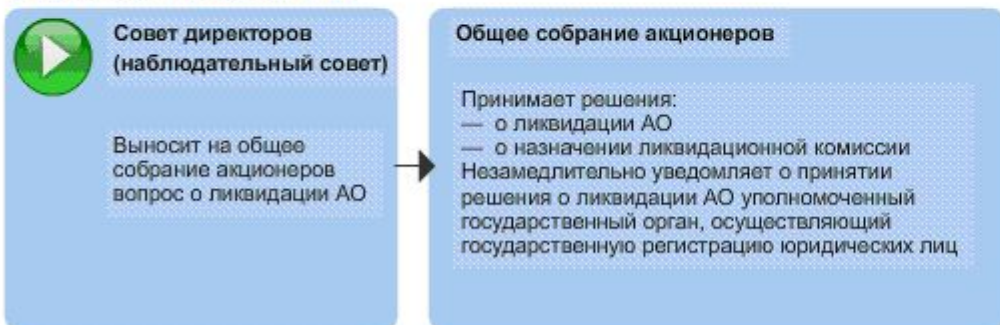 Совет директоров
(наблюдательный совет)
Выносит на общее
собрание акционеров
вопрос о ликвидации АО
Общее собрание акционеров
Принимает решения:
— о ликвидации АО
— о назначении ликвидационной комиссии
Незамедлительно уведомляет о принятии
решения о ликвидации АО уполномоченный
государственный орган, осуществляющий
государственную регистрацию юридических лиц